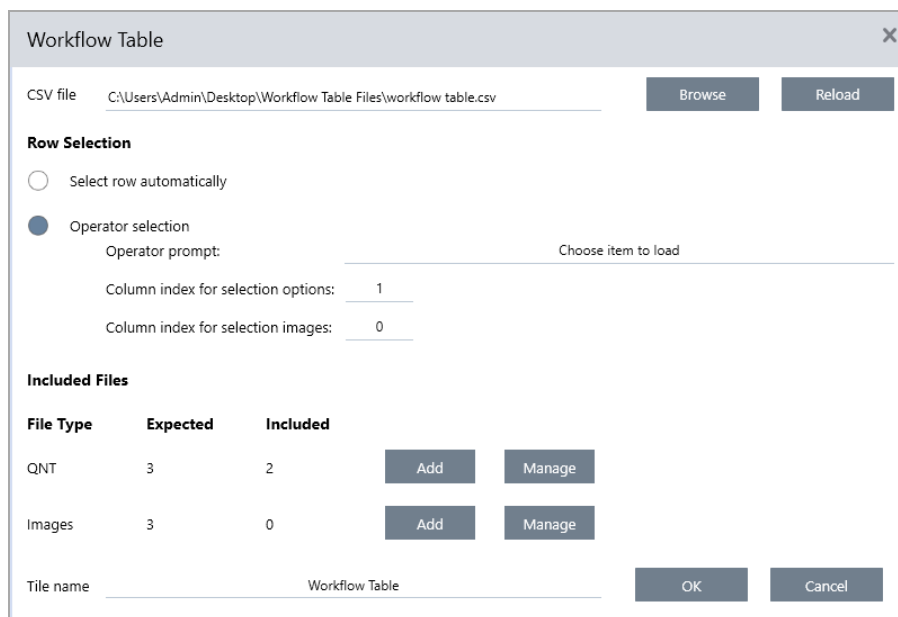 Workflow Table
CSV file C:\Users\Admin\Desktop\Workflow Table Files\workflow table.csv Browse Reload
Row Selection
Select row automatically
Operator selection
Operator prompt: Choose item to load
Column index for selection options: 1
Column index for selection images: 0
Included Files
File Type Expected Included
QNT 3 2 Add Manage
Images 3 0 Add Manage
Tile name Workflow Table OK Cancel